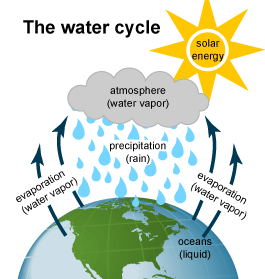 The water cycle
solar
energy
atmosphere
(water vapor)
precipitation
(rain)
evaporation
(water vapor)
evaporation
(water vapor)
oceans
(liquid)